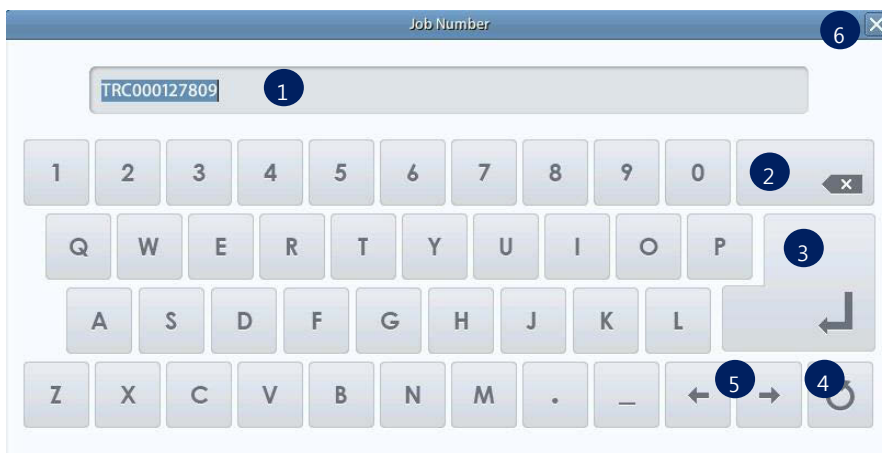 Job Number 6
TRC000127809 1
1 2 3 4 5 6 7 8 9 0 2
Q W E R T Y U I O P 3
A S D F G H J K L
Z X C V B N M . _ 5 4